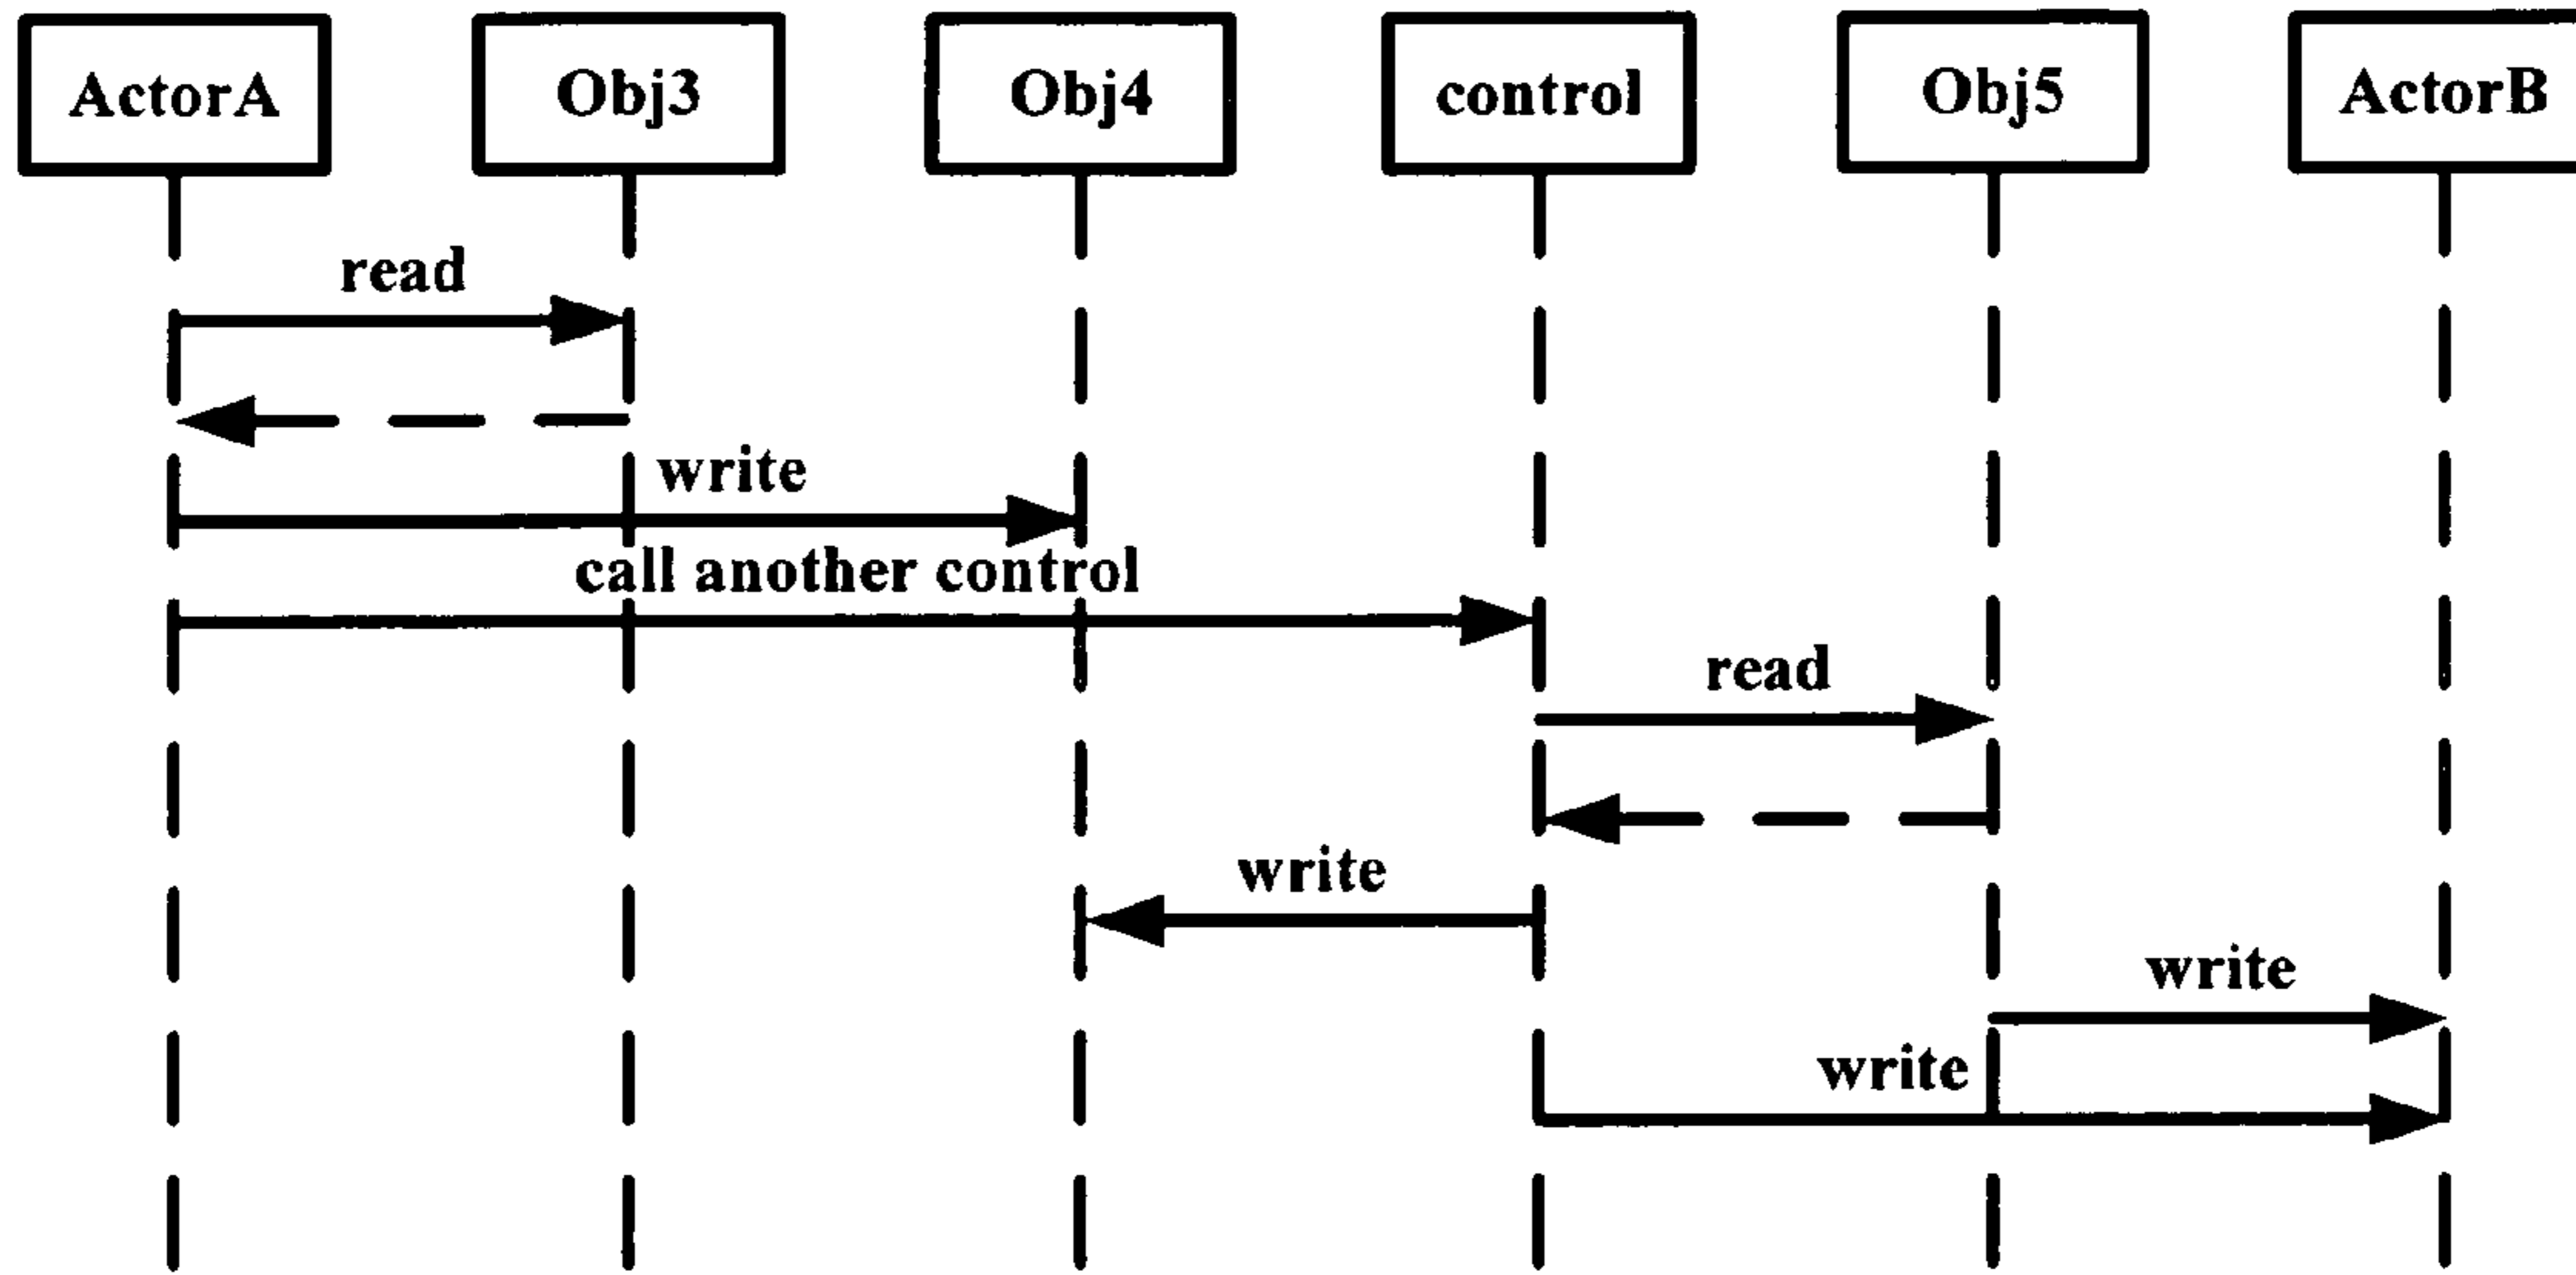 ActorA Obj3 Obj4 control Obj5 ActorB
read
write
call another control
read
write
write
write